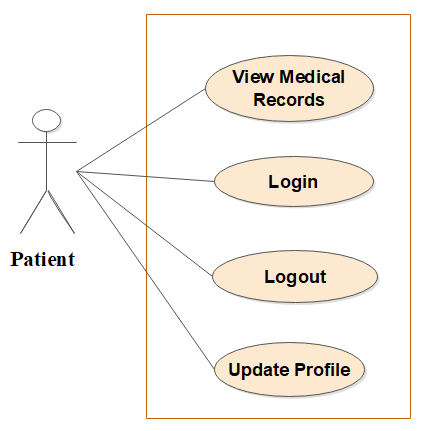 View Medical
Records
Login
Patient
Logout
Update Profile